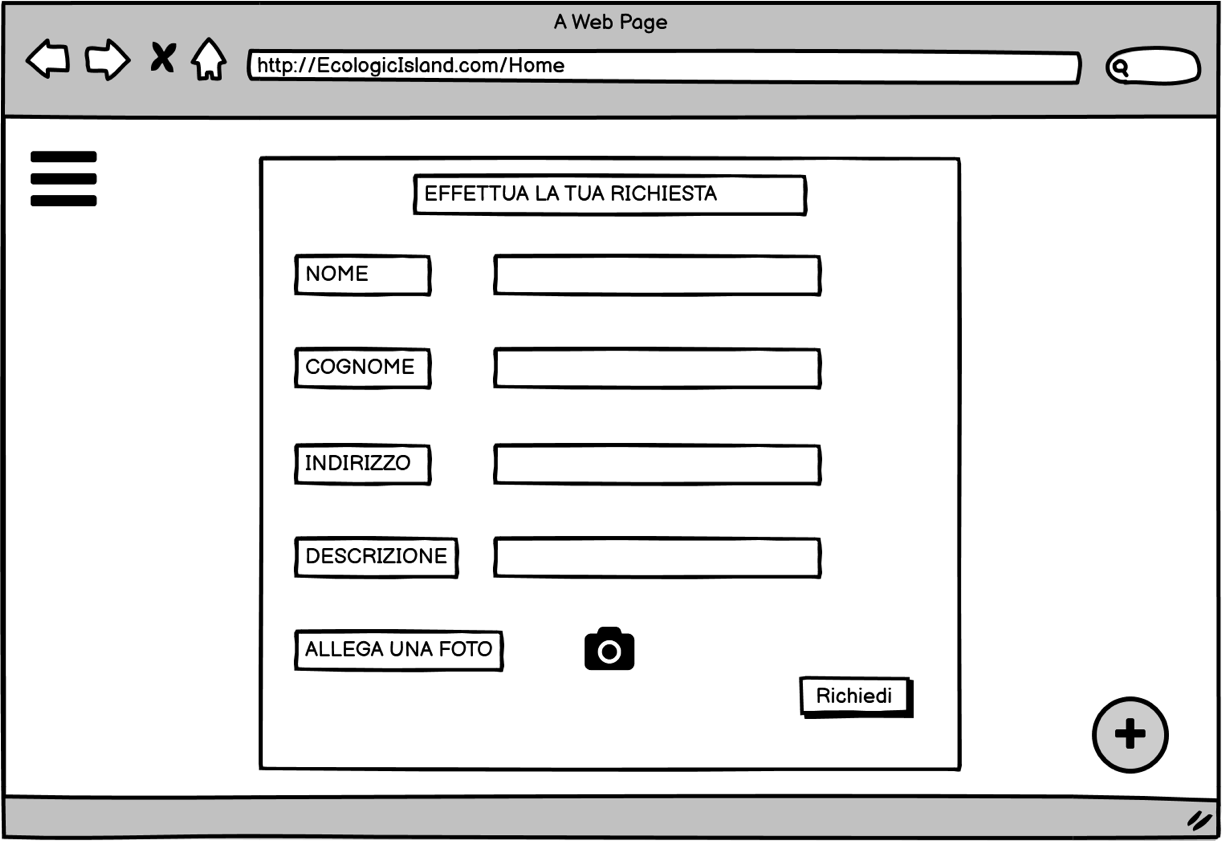 A Web Page
http://EcologicIsland.com/Home
EFFETTUA LA TUA RICHIESTA
NOME
COGNOME
INDIRIZZO
DESCRIZIONE
ALLEGA UNA FOTO
Richiedi